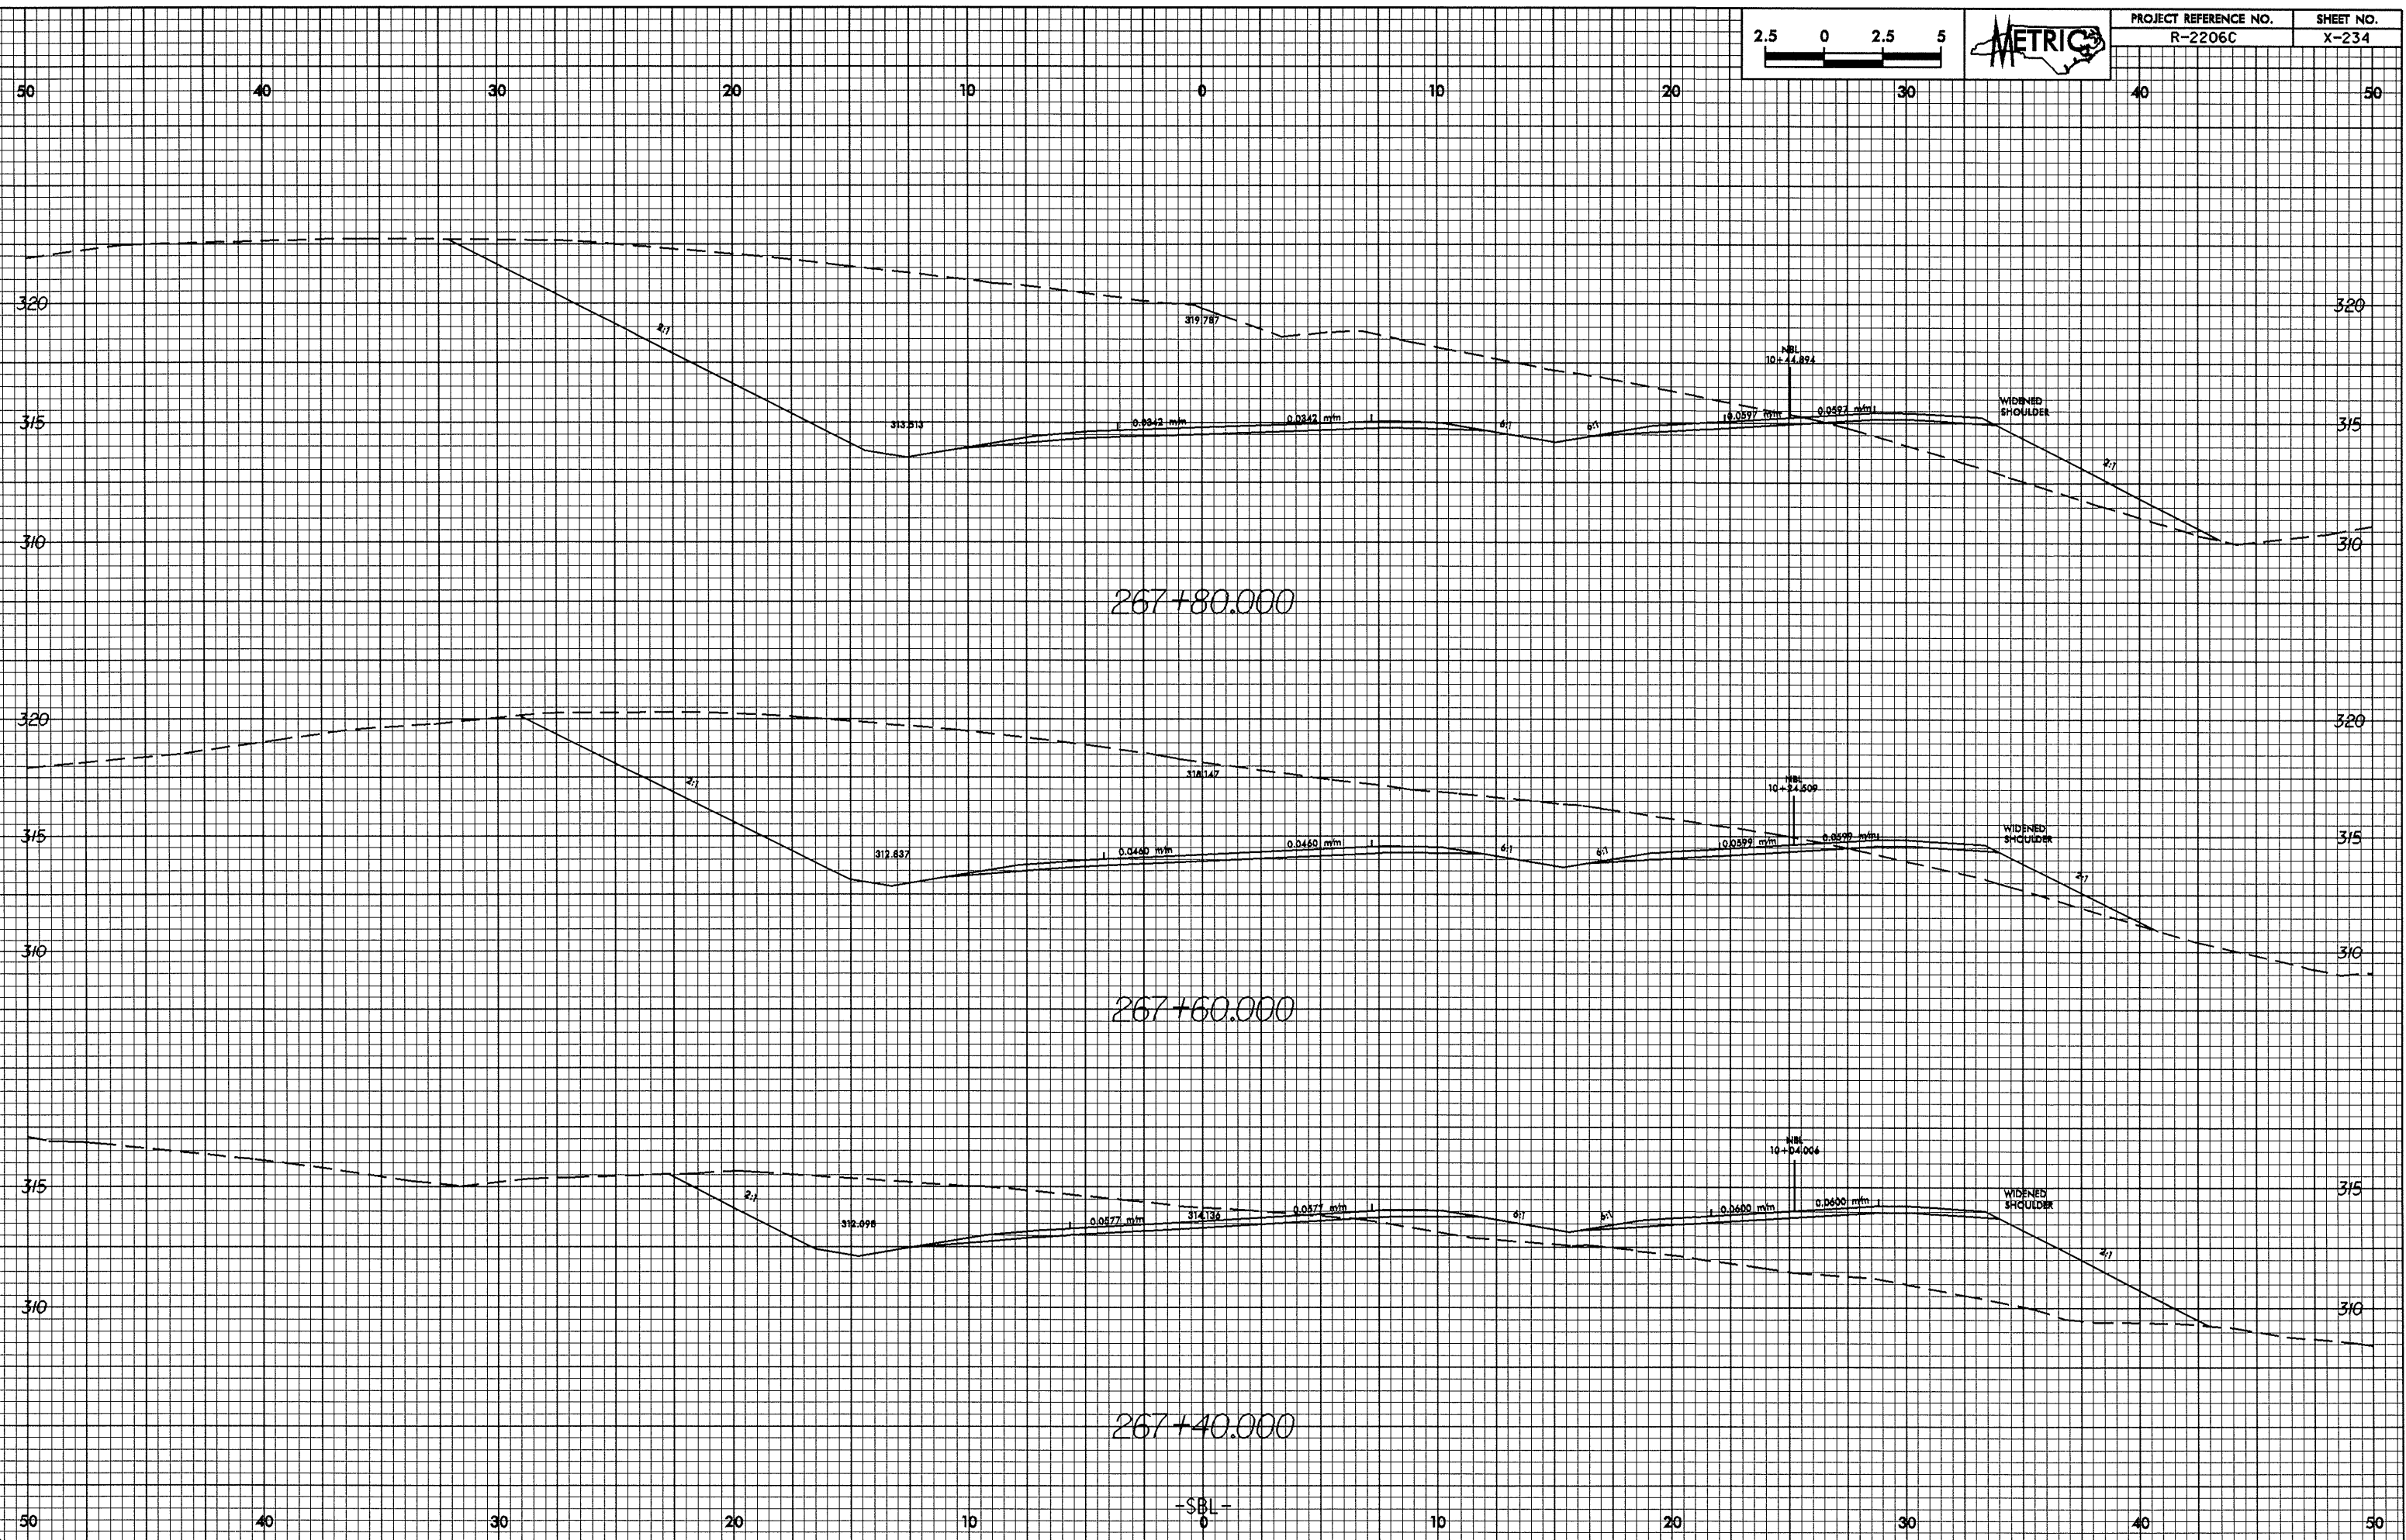 PROJECT REFERENCE NO. SHEET NO.
R-2206C X-234
2.5 0 2.5 5
METRIC
50 40 30 20 10 0 10 20 30 40 50
320 320
2:1
319.787
NBL
10+44.894
315 315
313.513
0.0342 m/m 0.0342 m/m
6:1 6:1
0.0597 m/m 0.0597 m/m
WIDENED
SHOULDER
2:1
310 310
267+80.000
320 320
2:1
318.147
NBL
10+24.509
315 315
312.837
0.0460 m/m 0.0460 m/m
6:1 6:1
0.0599 m/m 0.0599 m/m
WIDENED
SHOULDER
2:1
310 310
267+60.000
NBL
10+04.006
315 315
2:1
312.098
0.0577 m/m 314.136 0.0577 m/m
6:1 6:1
0.0600 m/m 0.0600 m/m
WIDENED
SHOULDER
2:1
310 310
267+40.000
-SBL-
50 40 30 20 10 0 10 20 30 40 50